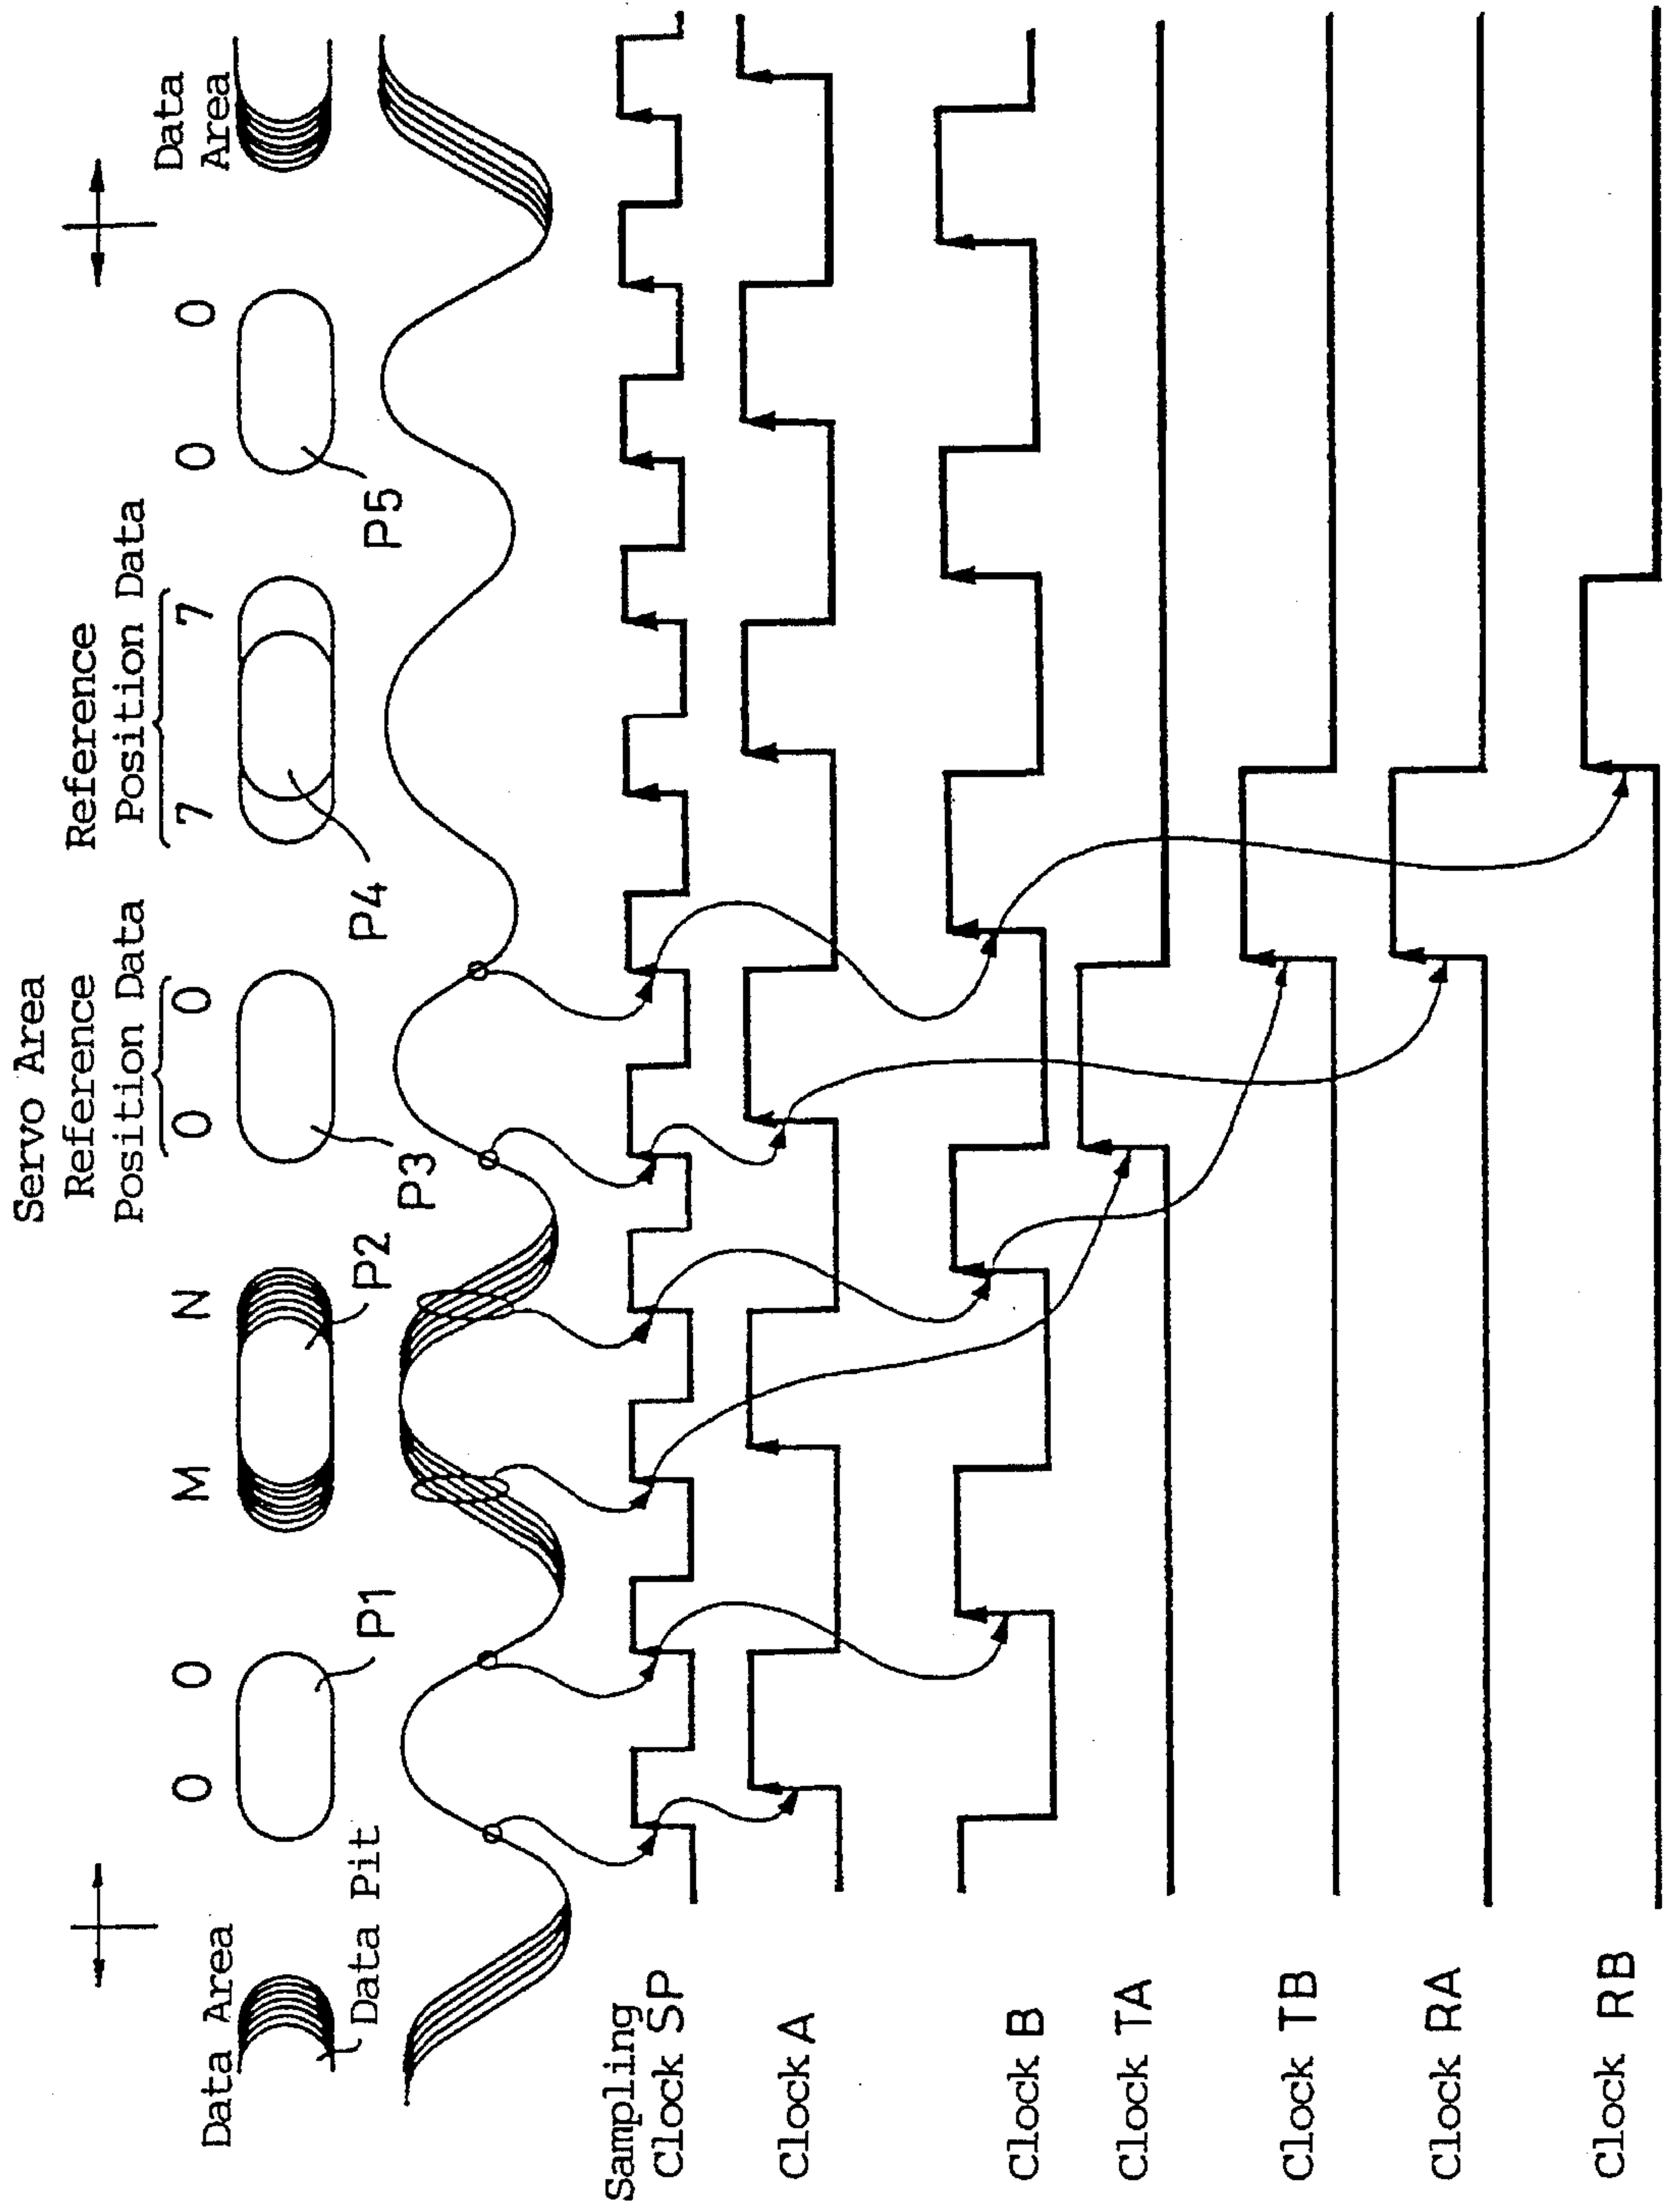 Servo Area
Data Area
Reference
Position Data
Reference
Position Data
Data
Area
0 0 M N 0 0 7 7 0 0
Data Pit
P1
P2
P3
P4
P5
Sampling
Clock SP
Clock A
Clock B
Clock TA
Clock TB
Clock RA
Clock RB